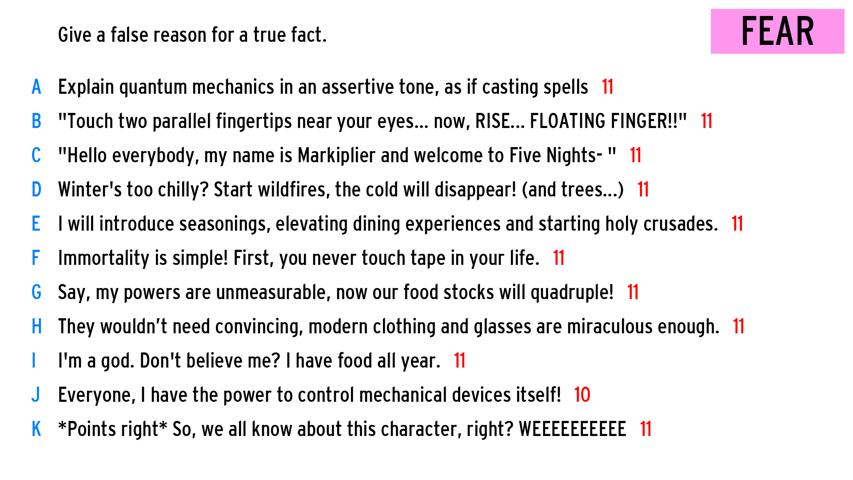 Give a false reason for a true fact.
FEAR
A Explain quantum mechanics in an assertive tone, as if casting spells 11
B "Touch two parallel fingertips near your eyes... now, RISE... FLOATING FINGER!!" 11
C "Hello everybody, my name is Markiplier and welcome to Five Nights- " 11
D Winter's too chilly? Start wildfires, the cold will disappear! (and trees...) 11
E I will introduce seasonings, elevating dining experiences and starting holy crusades. 11
F Immortality is simple! First, you never touch tape in your life. 11
G Say, my powers are unmeasurable, now our food stocks will quadruple! 11
H They wouldn’t need convincing, modern clothing and glasses are miraculous enough. 11
I I'm a god. Don't believe me? I have food all year. 11
J Everyone, I have the power to control mechanical devices itself! 10
K *Points right* So, we all know about this character, right? WEEEEEEEEEE 11